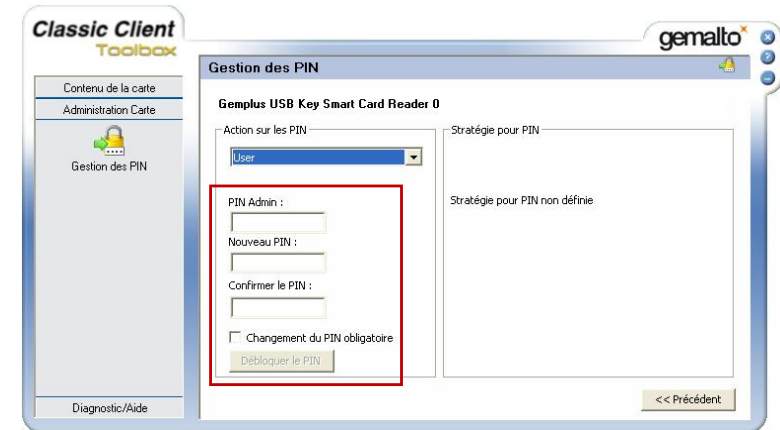 Classic Client
Toolbox
gemalto
Gestion des PIN
Contenu de la carte
Administration Carte
Gestion des PIN
Diagnostic/Aide
Gemplus USB Key Smart Card Reader 0
Action sur les PIN
User
PIN Admin :
Nouveau PIN :
Confirmer le PIN :
Changement du PIN obligatoire
Débloquer le PIN
Stratégie pour PIN
Stratégie pour PIN non définie
<< Précédent